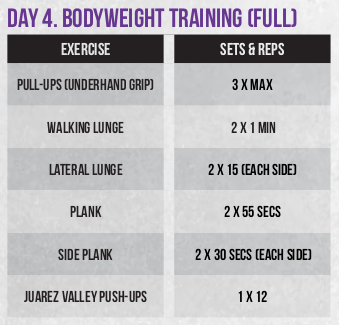 DAY 4. BODYWEIGHT TRAINING (FULL)
EXERCISE SETS & REPS
PULL-UPS (UNDERHAND GRIP) 3 X MAX
WALKING LUNGE 2 X 1 MIN
LATERAL LUNGE 2 X 15 (EACH SIDE)
PLANK 2 X 55 SECS
SIDE PLANK 2 X 30 SECS (EACH SIDE)
JUAREZ VALLEY PUSH-UPS 1 X 12